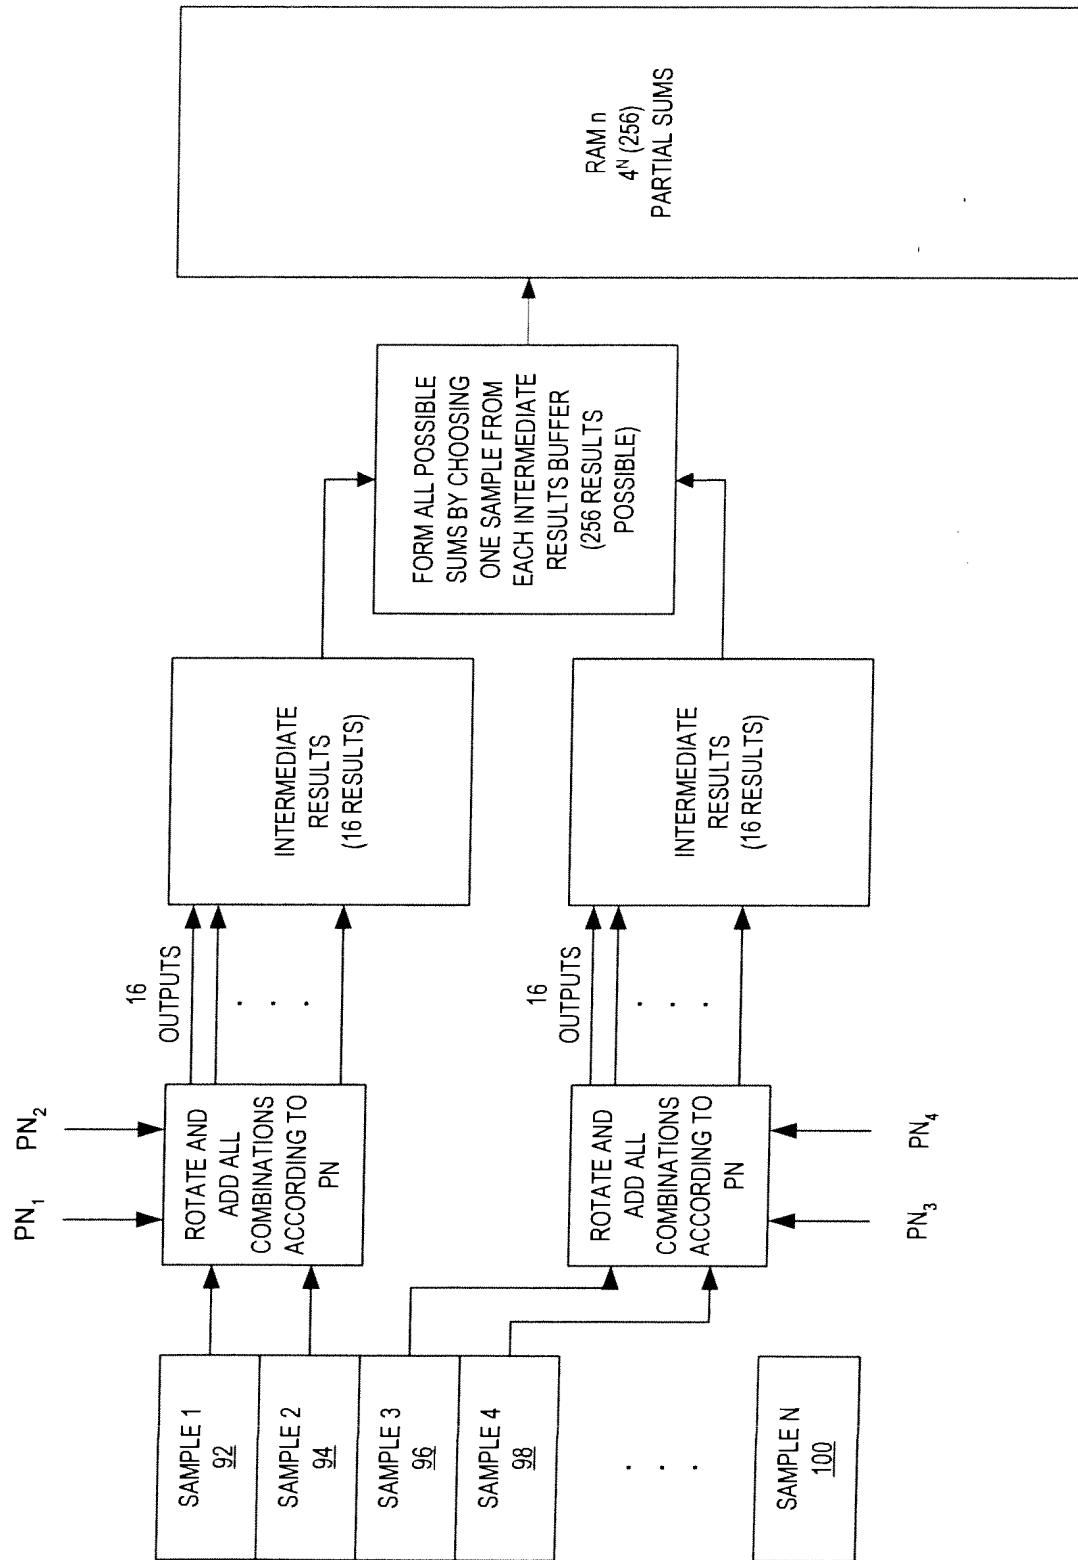 SAMPLE 1
92
SAMPLE 2
94
SAMPLE 3
96
SAMPLE 4
98
. . .
SAMPLE N
100
PN1
PN2
ROTATE AND
ADD ALL
COMBINATIONS
ACCORDING TO
PN
16
OUTPUTS
. . .
INTERMEDIATE
RESULTS
(16 RESULTS)
ROTATE AND
ADD ALL
COMBINATIONS
ACCORDING TO
PN
PN3
PN4
16
OUTPUTS
. . .
INTERMEDIATE
RESULTS
(16 RESULTS)
FORM ALL POSSIBLE
SUMS BY CHOOSING
ONE SAMPLE FROM
EACH INTERMEDIATE
RESULTS BUFFER
(256 RESULTS
POSSIBLE)
RAM n
4^N (256)
PARTIAL SUMS